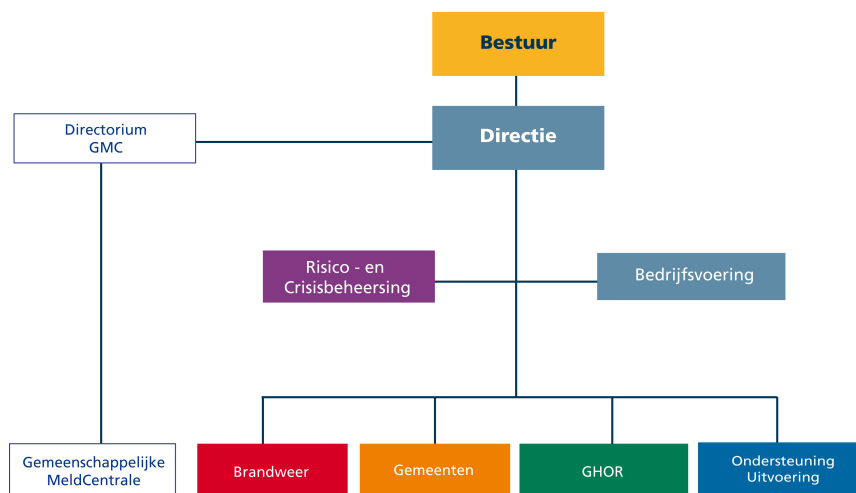 Bestuur
Directorium
GMC
Directie
Risico - en
Crisisbeheersing
Bedrijfsvoering
Gemeenschappelijke
MeldCentrale
Brandweer
Gemeenten
GHOR
Ondersteuning
Uitvoering